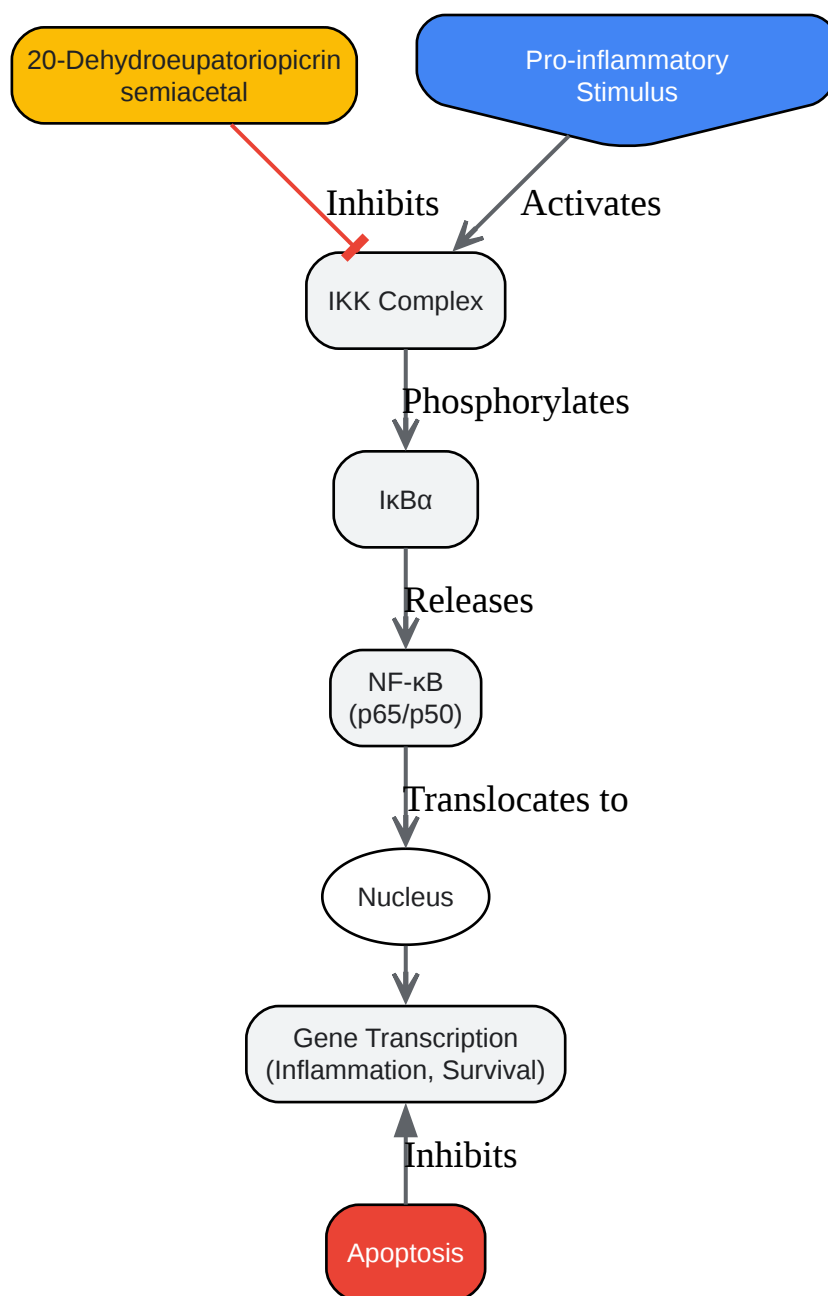 20-Dehydroeupatoriopicrin
semiacetal
Pro-inflammatory
Stimulus
Inhibits
Activates
IKK Complex
Phosphorylates
IκBα
Releases
NF-κB
(p65/p50)
Translocates to
Nucleus
Gene Transcription
(Inflammation, Survival)
Inhibits
Apoptosis